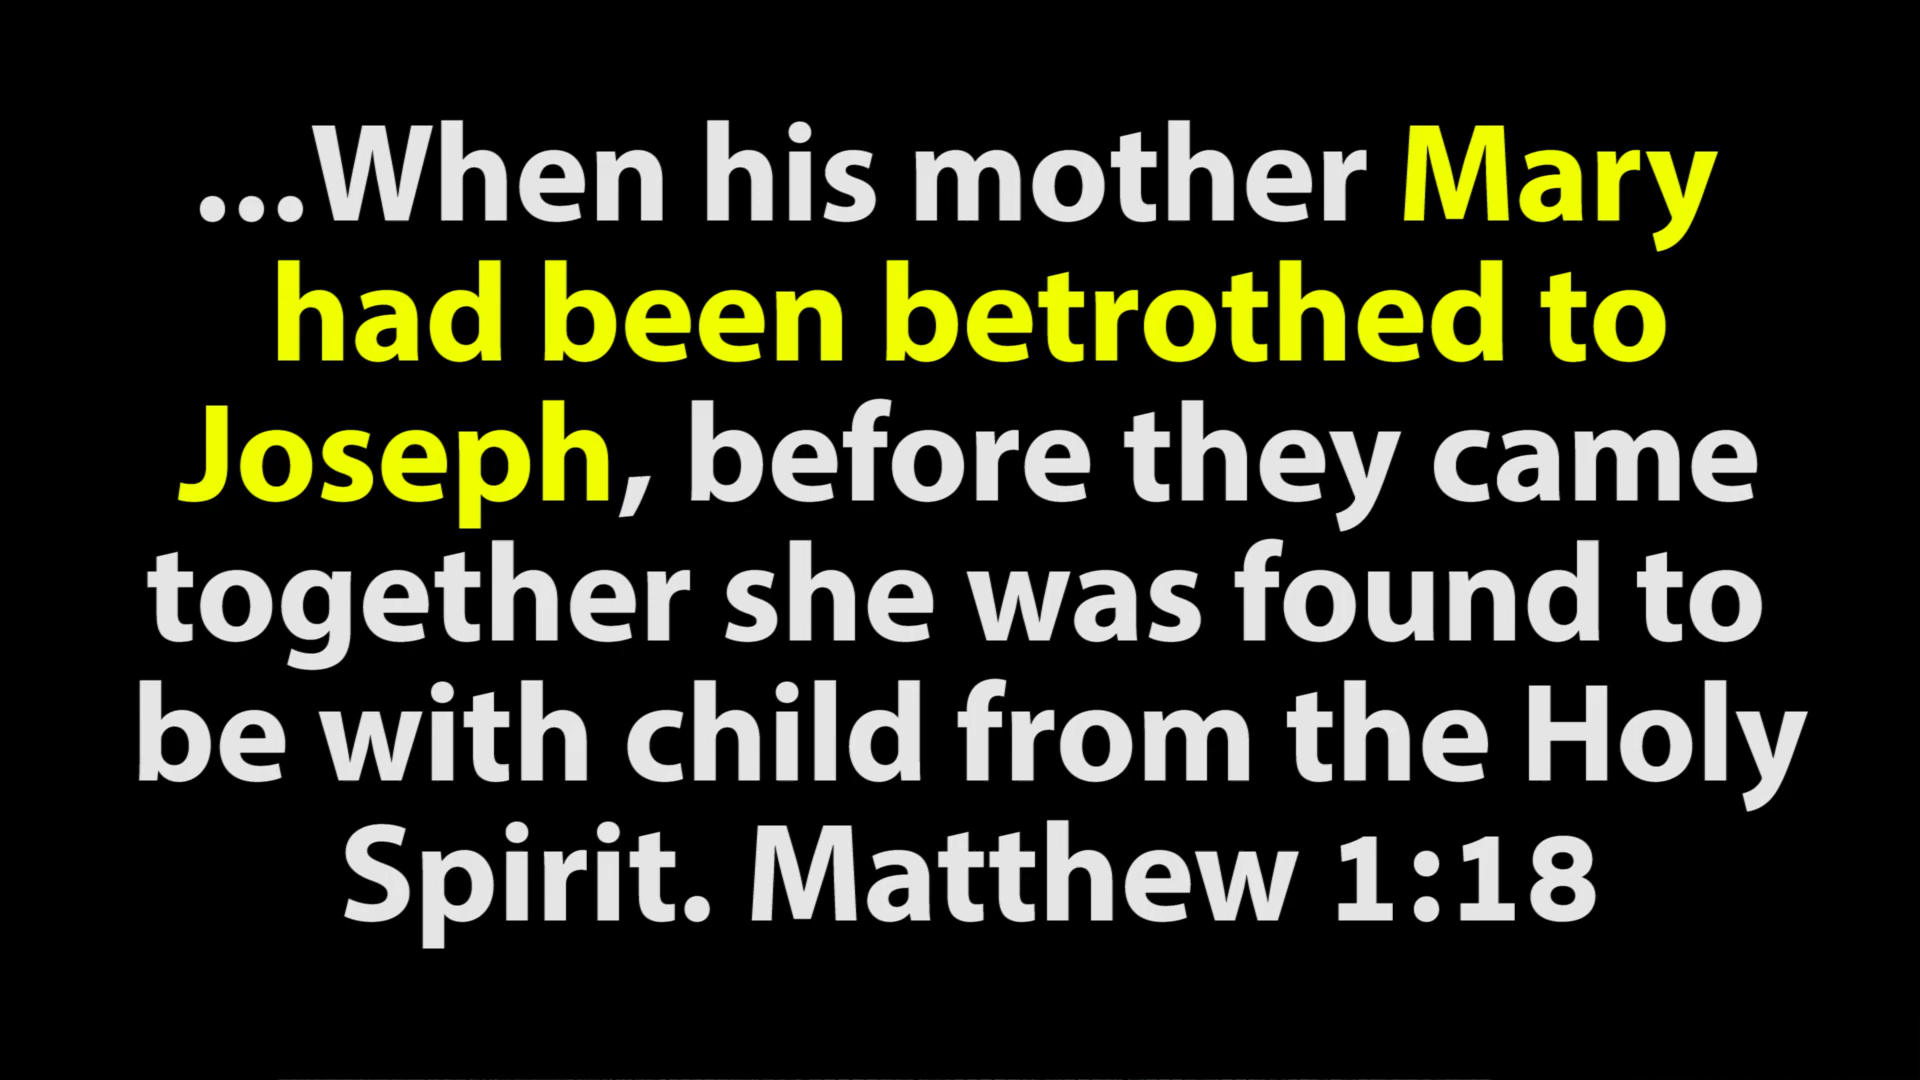 ...When his mother Mary
had been betrothed to
Joseph, before they came
together she was found to
be with child from the Holy
Spirit. Matthew 1:18